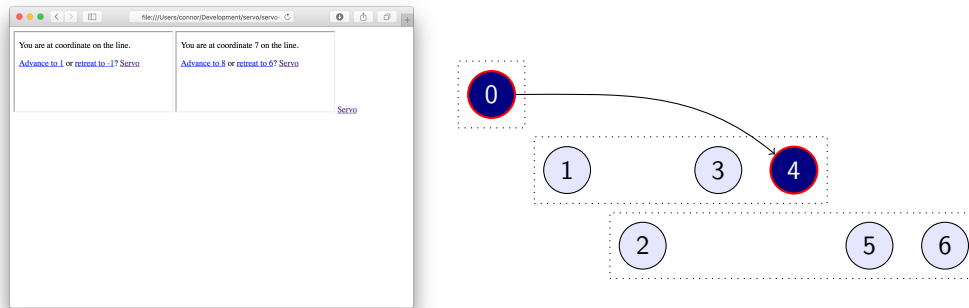 file:///Users/connor/Development/servo/servo-
You are at coordinate on the line.
Advance to 1 or retreat to -1? Servo
You are at coordinate 7 on the line.
Advance to 8 or retreat to 6? Servo
Servo
0
1 3 4
2 5 6